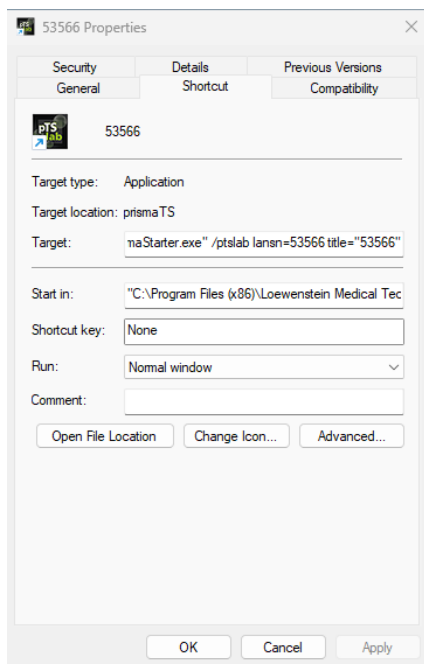 53566 Properties
Security Details Previous Versions
General Shortcut Compatibility
pTS
lab
53566
Target type: Application
Target location: prismaTS
Target: naStarter.exe" /ptslab lansn=53566 title="53566"
Start in: "C:\Program Files (x86)\Loewenstein Medical Tec
Shortcut key: None
Run: Normal window
Comment:
Open File Location Change Icon... Advanced...
OK Cancel Apply